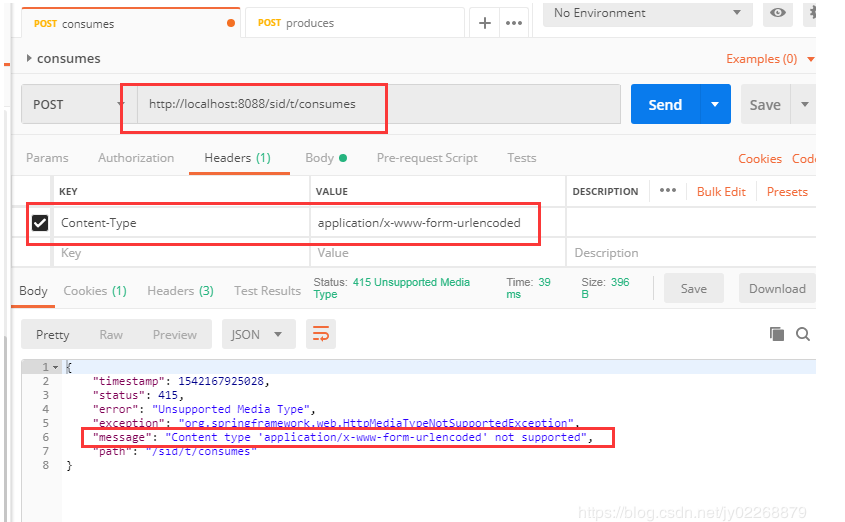 POST consumes
POST produces
+ •••
No Environment
consumes
Examples (0)
POST
http://localhost:8088/sid/t/consumes
Send
Save
Params
Authorization
Headers (1)
Body
Pre-request Script
Tests
Cookies
Code
KEY
VALUE
DESCRIPTION
•••
Bulk Edit
Presets
Content-Type
application/x-www-form-urlencoded
Key
Value
Description
Body
Cookies (1)
Headers (3)
Test Results
Status: 415 Unsupported Media
Type
Time: 39
ms
Size: 396
B
Save
Download
Pretty
Raw
Preview
JSON
1 {
2 "timestamp": 1542167925028,
3 "status": 415,
4 "error": "Unsupported Media Type",
5 "exception": "org.springframework.web.HttpMediaTypeNotSupportedException",
6 "message": "Content type 'application/x-www-form-urlencoded' not supported",
7 "path": "/sid/t/consumes"
8 }
https://blog.csdn.net/jy02268879